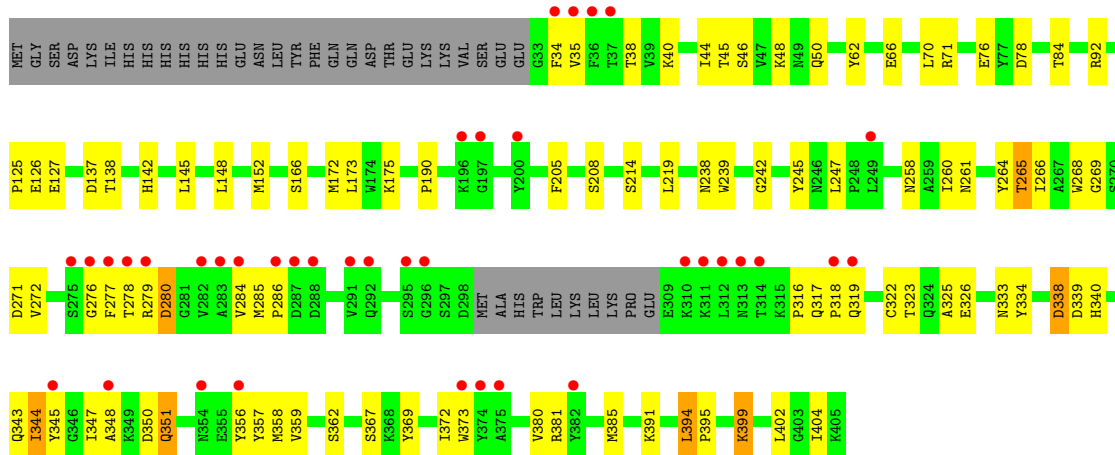 MET GLY SER ASP LYS ILE HIS HIS HIS HIS HIS HIS GLU ASN LEU TYR PHE GLN GLN ASP THR GLU LYS LYS VAL SER GLU GLU G33 F34 V35 F36 T37 T38 V39 K40 I44 T45 S46 V47 K48 N49 Q50 Y62 E66 L70 R71 E76 Y77 D78 T84 R92
P125 E126 E127 D137 T138 H142 L145 L148 M152 S166 M172 L173 W174 K175 P190 K196 G197 Y200 F205 S208 S214 L219 N238 W239 G242 Y245 N246 L247 P248 L249 N258 A259 I260 N261 Y264 T265 I266 A267 W268 G269 S270
D271 V272 S275 G276 F277 T278 R279 D280 G281 V282 A283 V284 M285 P286 D287 D288 V291 Q292 S295 G296 S297 D298 MET ALA HIS TRP LEU LYS LEU LYS PRO GLU E309 K310 K311 L312 N313 T314 K315 P316 Q317 P318 Q319 C322 T323 Q324 A325 E326 N333 Y334 D338 D339 H340
Q343 I344 Y345 G346 I347 A348 K349 D350 Q351 N354 E355 Y356 Y357 M358 V359 S362 S367 K368 Y369 I372 W373 Y374 A375 V380 R381 Y382 M385 K391 L394 P395 K399 L402 G403 I404 K405